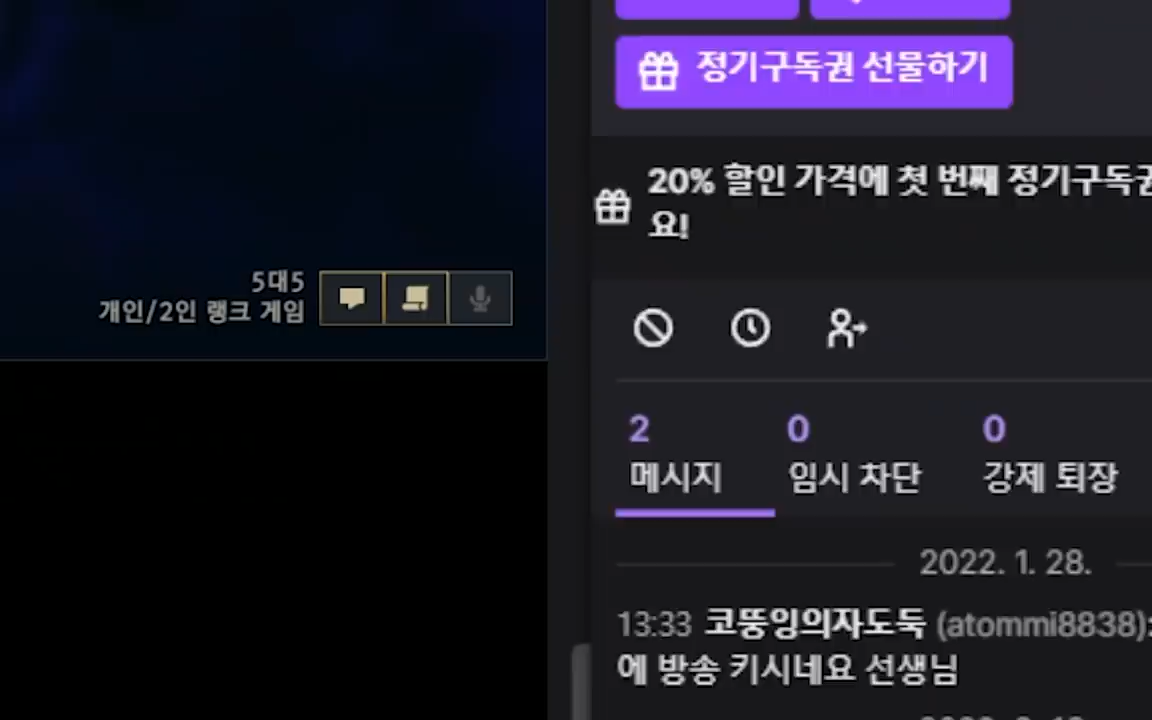 정기구독권 선물하기
20% 할인 가격에 첫 번째 정기구독권
요!
5대5
개인/2인 랭크 게임
2 0 0
메시지 임시 차단 강제 퇴장
2022. 1. 28.
13:33 코뚱잉의자도둑 (atommi8838):
에 방송 키시네요 선생님